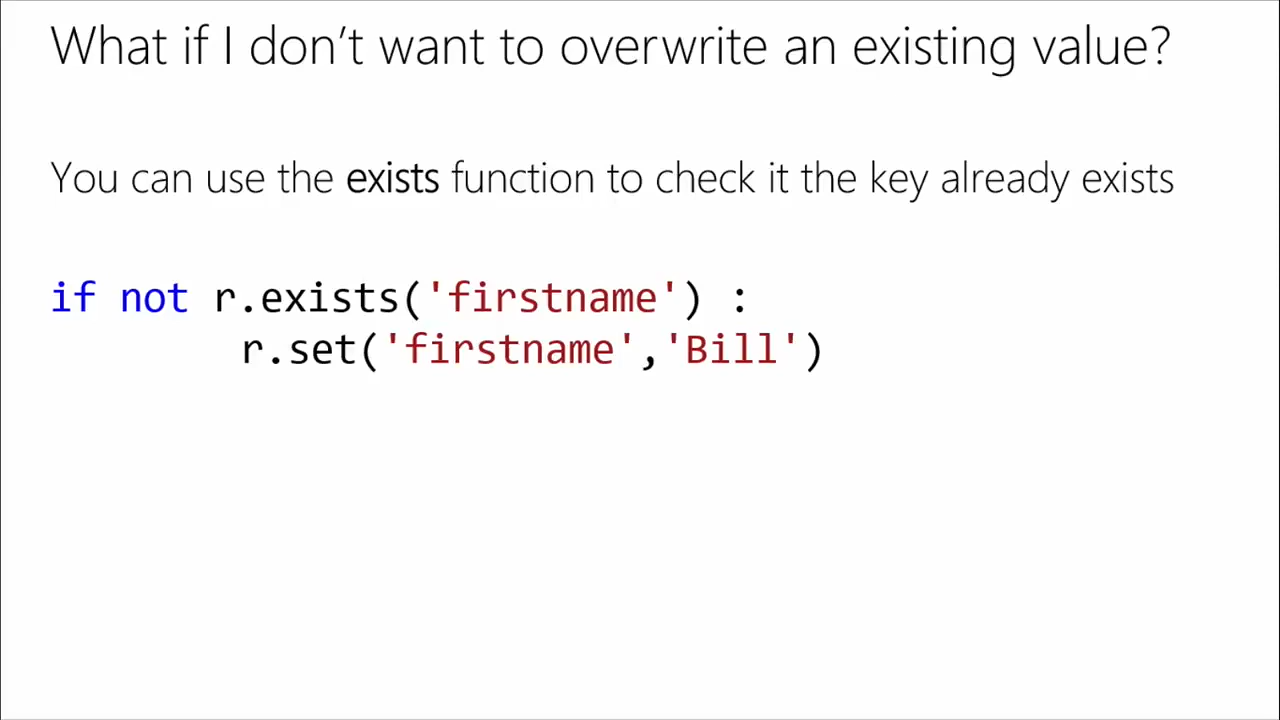 What if I don’t want to overwrite an existing value?
You can use the exists function to check it the key already exists
if not r.exists('firstname') :
r.set('firstname','Bill')